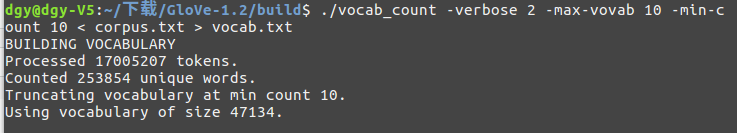 dgy@dgy-V5:~/下载/GloVe-1.2/build$ ./vocab_count -verbose 2 -max-vovab 10 -min-c
ount 10 < corpus.txt > vocab.txt
BUILDING VOCABULARY
Processed 17005207 tokens.
Counted 253854 unique words.
Truncating vocabulary at min count 10.
Using vocabulary of size 47134.